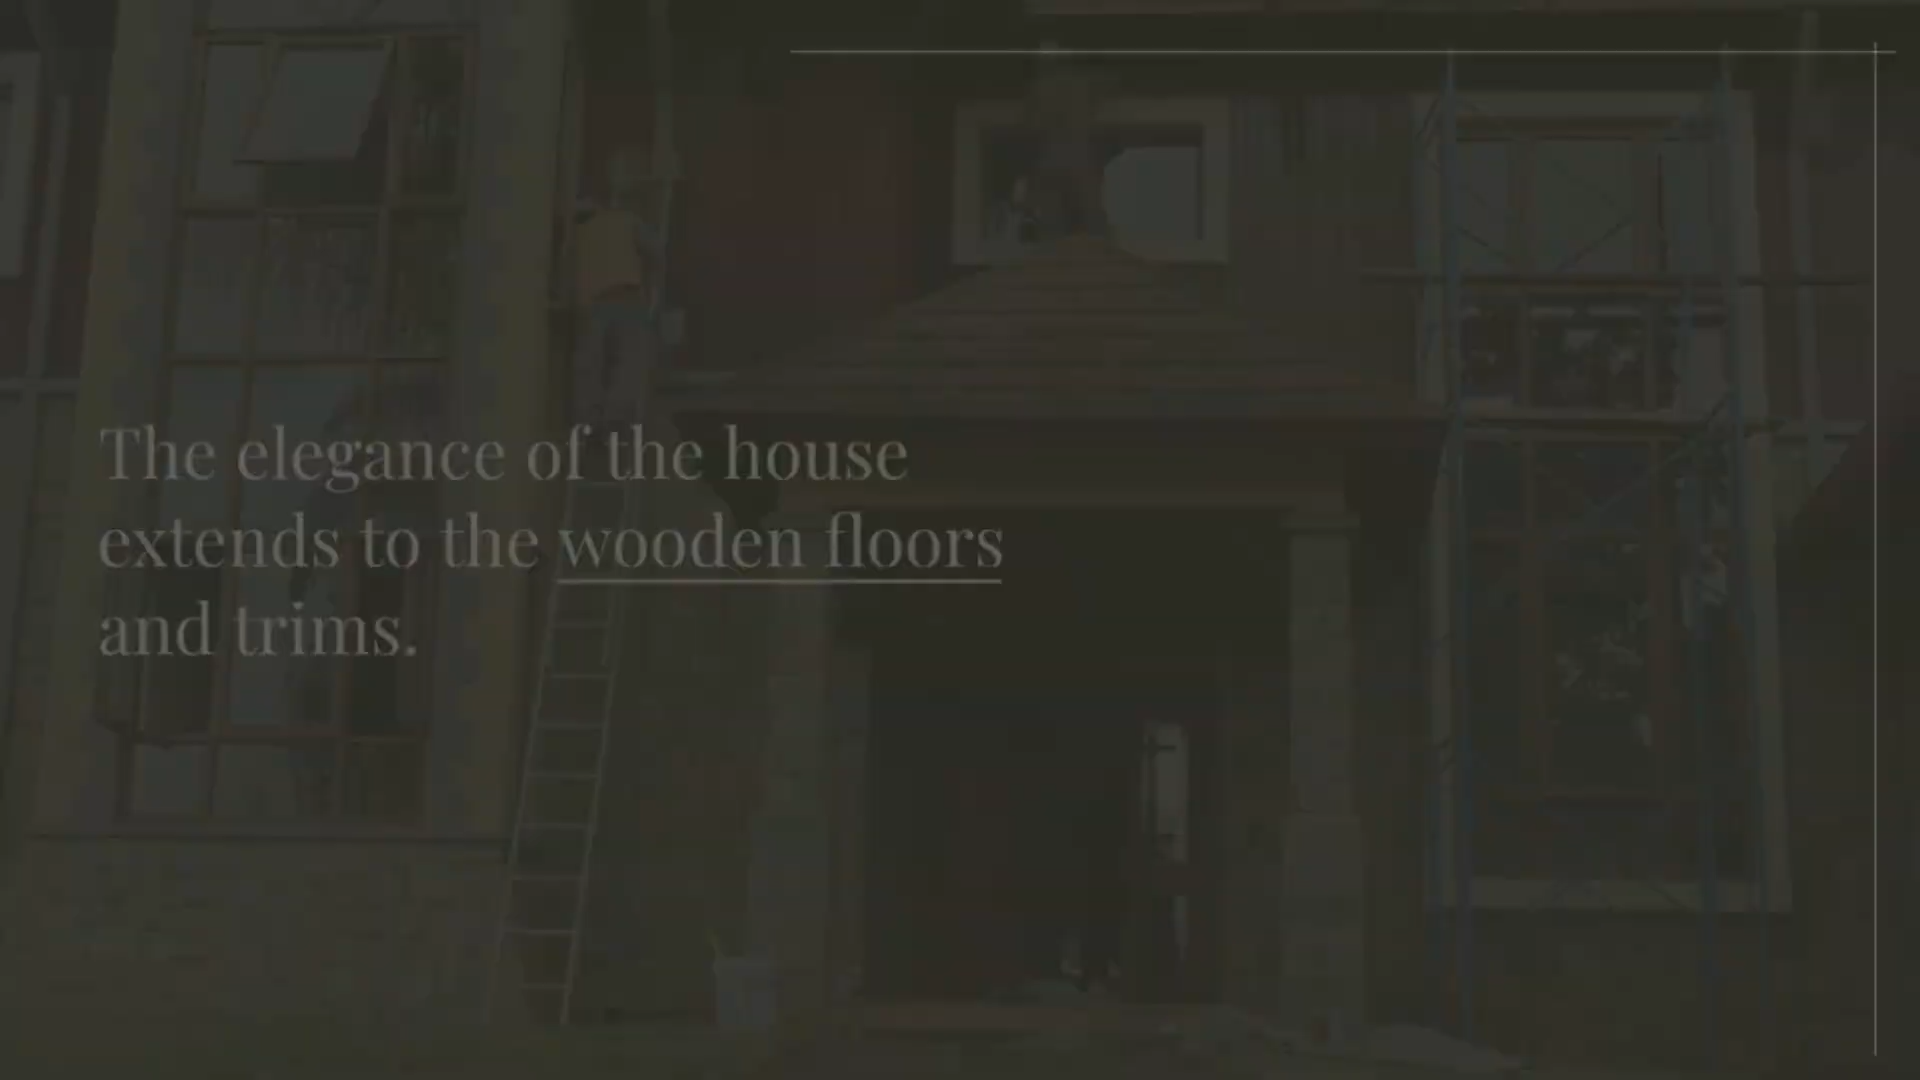 The elegance of the house
extends to the wooden floors
and trims.